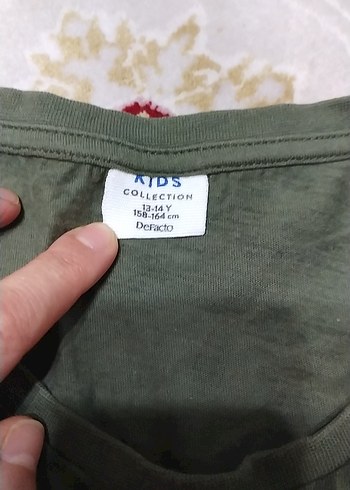 KIDS
COLLECTION
13-14 Y
158-164 cm
DeFacto